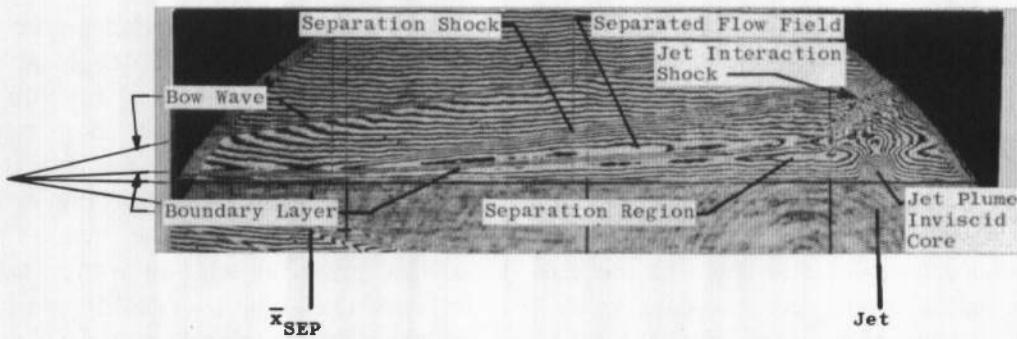 Separation Shock
Separated Flow Field
Jet Interaction
Shock
Bow Wave
Boundary Layer
Separation Region
Jet Plume
Inviscid
Core
x̄SEP
Jet